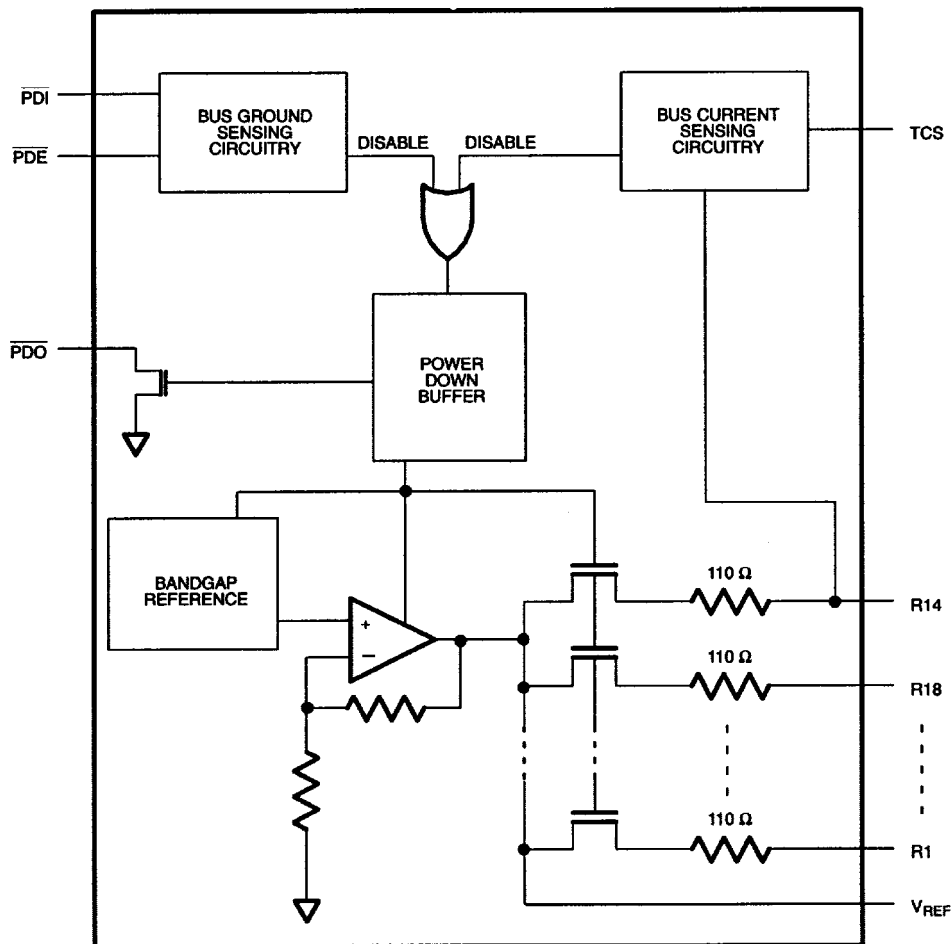 PDI
BUS GROUND
SENSING
CIRCUITRY
BUS CURRENT
SENSING
CIRCUITRY
TCS
PDE
DISABLE
DISABLE
PDO
POWER
DOWN
BUFFER
BANDGAP
REFERENCE
+
−
110 Ω
R14
110 Ω
R18
110 Ω
R1
VREF